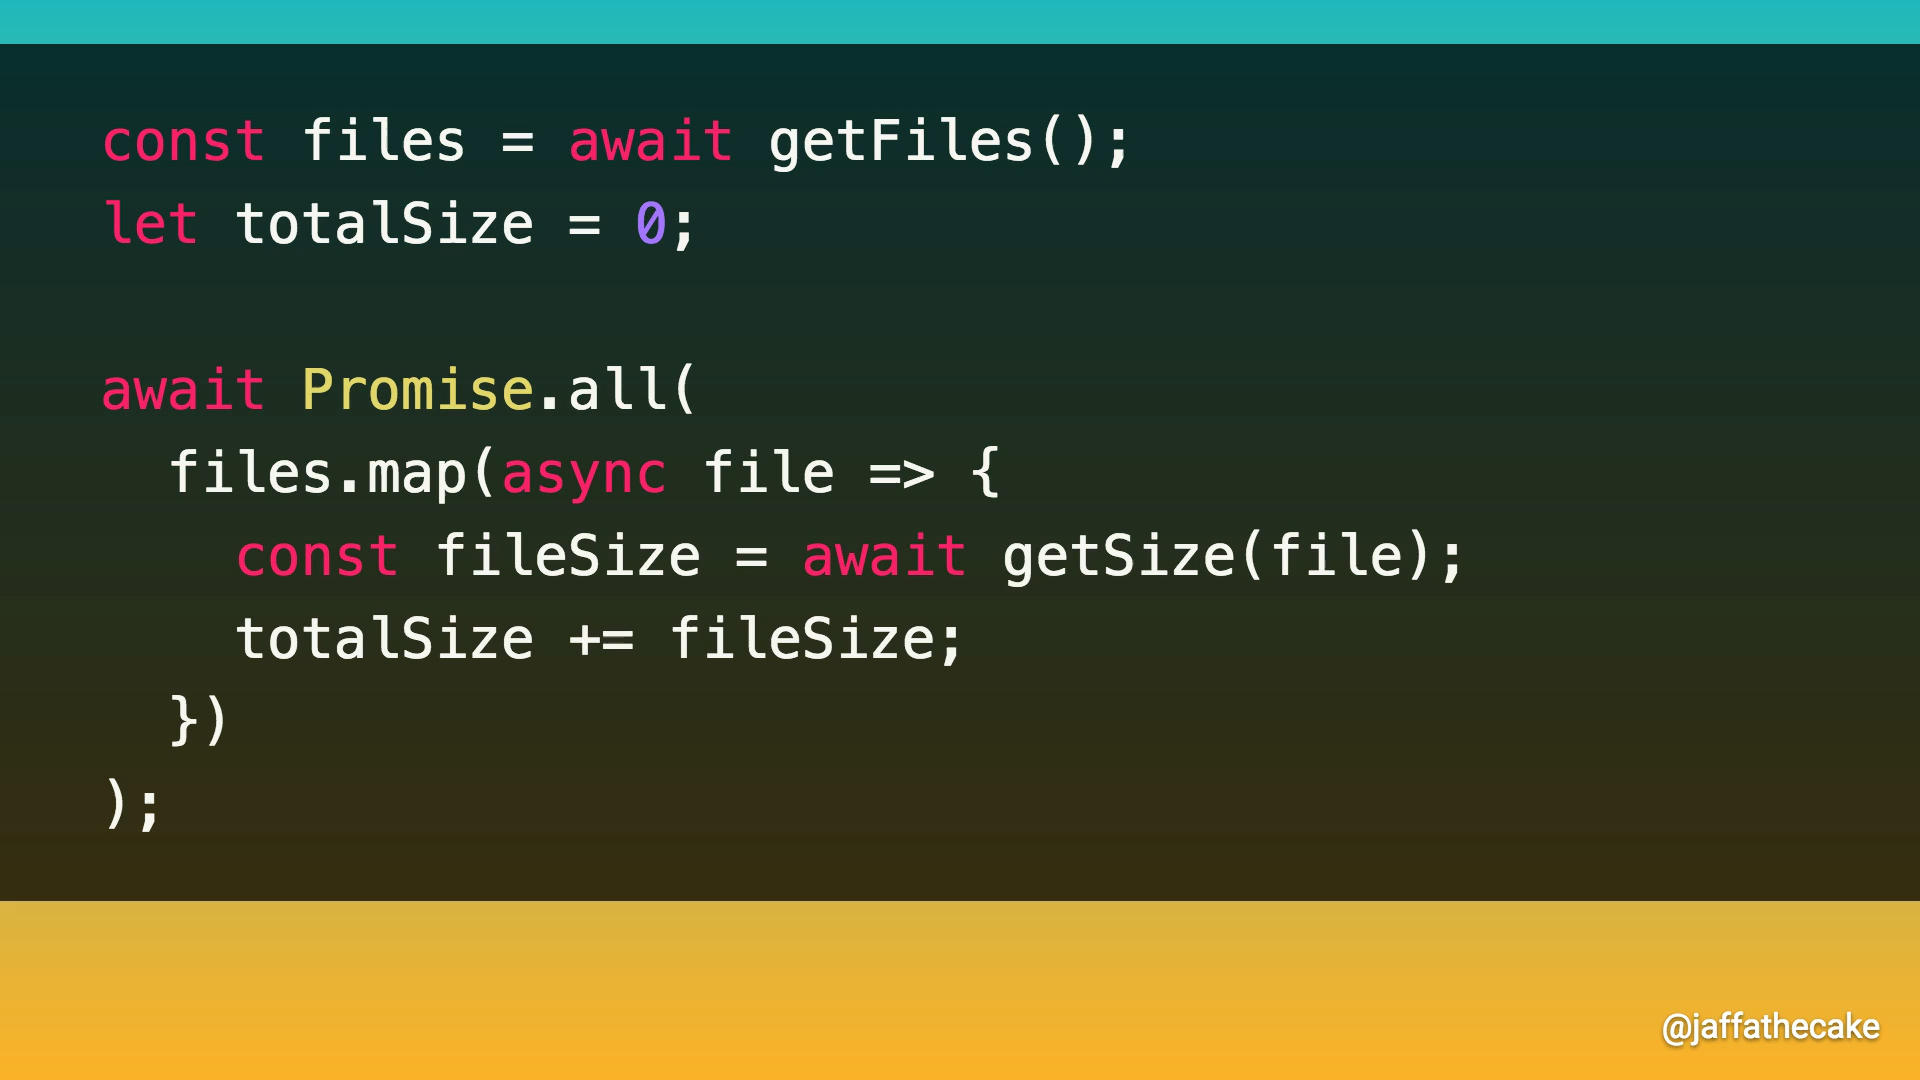 const files = await getFiles();
let totalSize = 0;
await Promise.all(
files.map(async file => {
const fileSize = await getSize(file);
totalSize += fileSize;
})
);
@jaffathecake